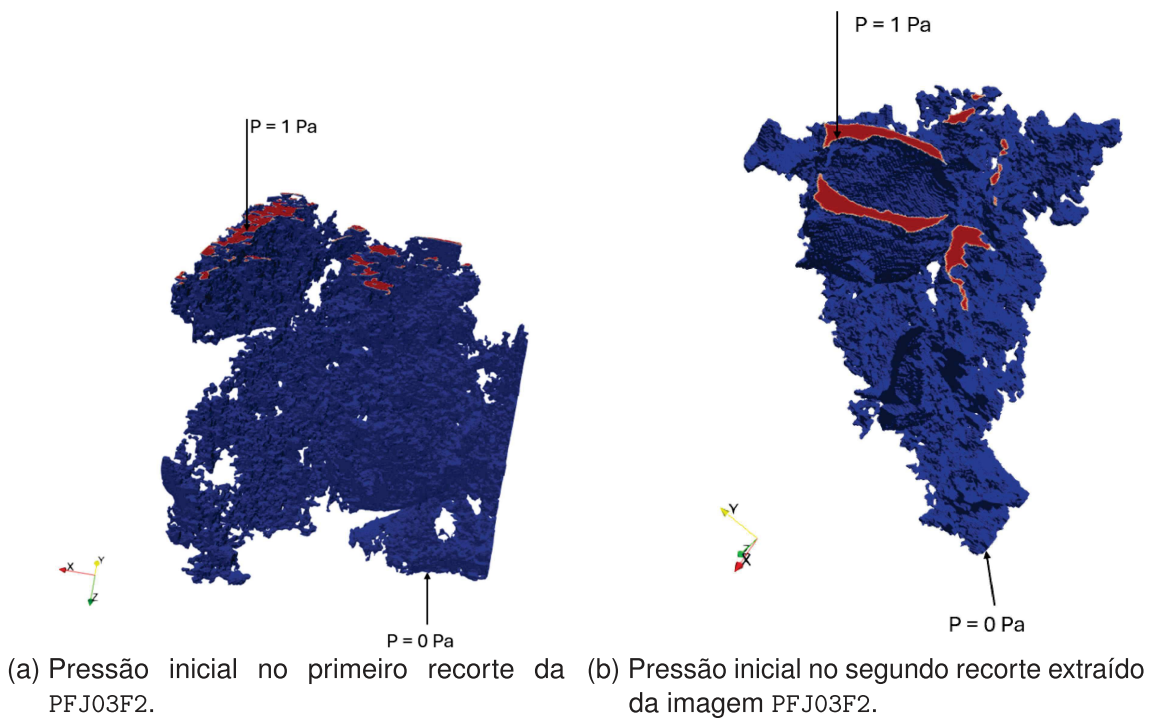 P = 1 Pa
P = 1 Pa
X
Y
Z
Y
Z
X
P = 0 Pa
P = 0 Pa
(a) Pressão inicial no primeiro recorte da
PFJ03F2.
(b) Pressão inicial no segundo recorte extraído
da imagem PFJ03F2.